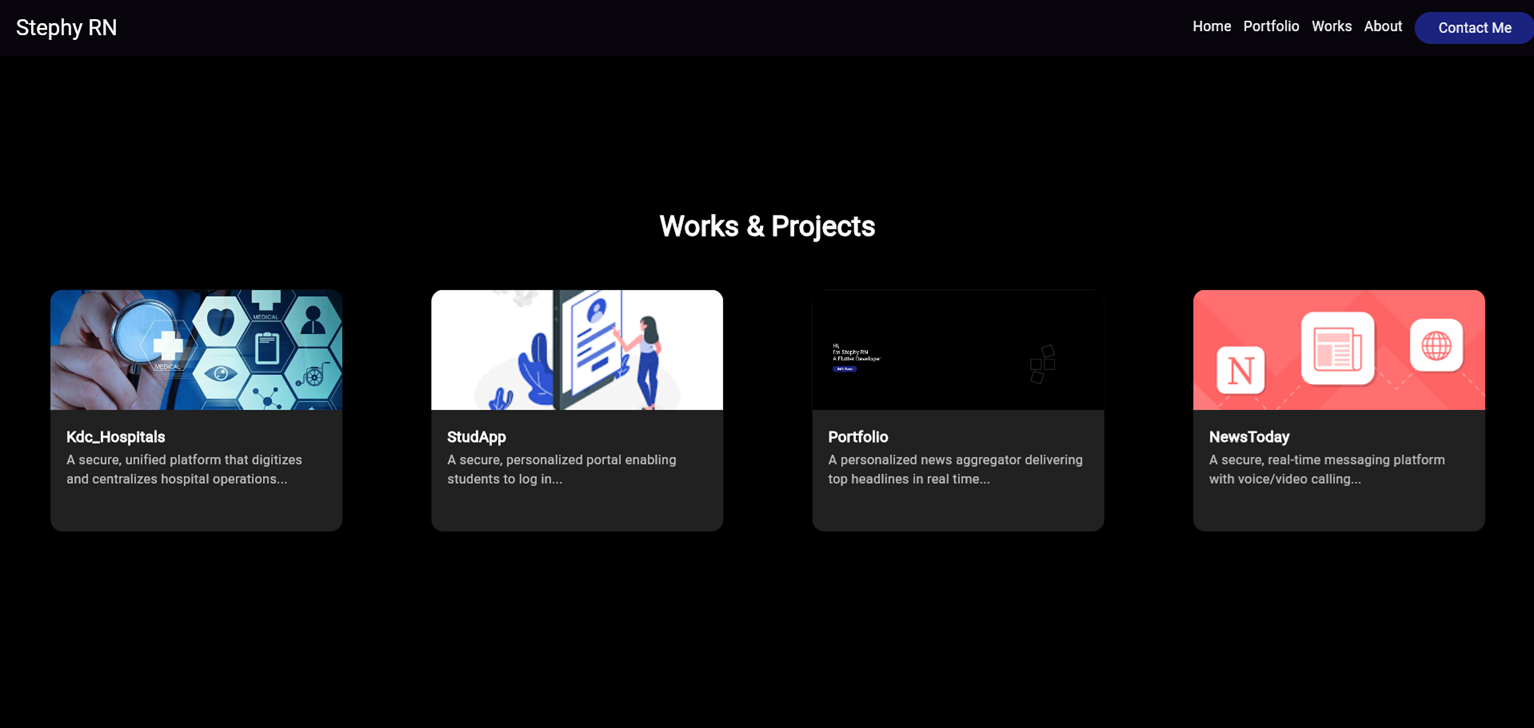 Stephy RN
Home Portfolio Works About Contact Me
Works & Projects
MEDICAL
MEDICAL
Hi,
I'm Stephy RN
A Flutter Developer
N
Kdc_Hospitals
A secure, unified platform that digitizes
and centralizes hospital operations...
StudApp
A secure, personalized portal enabling
students to log in...
Portfolio
A personalized news aggregator delivering
top headlines in real time...
NewsToday
A secure, real-time messaging platform
with voice/video calling...